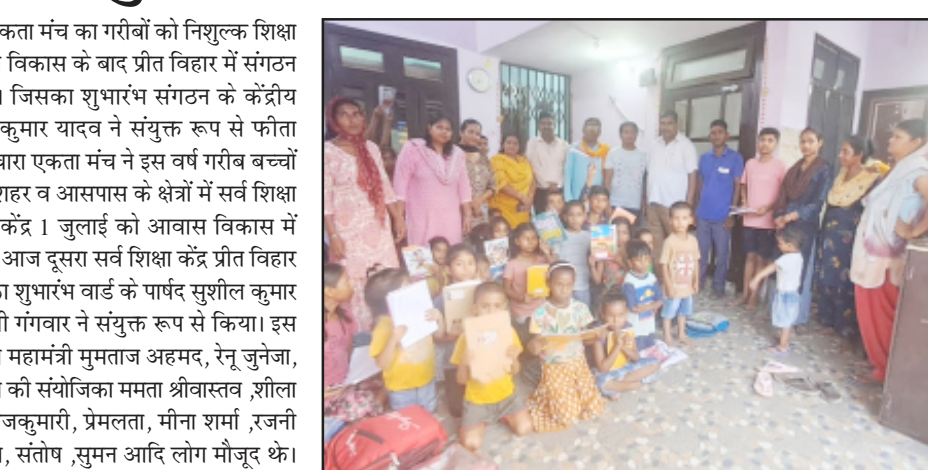 कता मंच का गरीबों को निशुल्क शिक्षा
विकास के बाद प्रीत विहार में संगठन
। जिसका शुभारंभ संगठन के केंद्रीय
कुमार यादव ने संयुक्त रूप से फीता
चारा एकता मंच ने इस वर्ष गरीब बच्चों
शहर व आसपास के क्षेत्रों में सर्व शिक्षा
केंद्र 1 जुलाई को आवास विकास में
आज दूसरा सर्व शिक्षा केंद्र प्रीत विहार
का शुभारंभ वार्ड के पार्षद सुशील कुमार
गंगवार ने संयुक्त रूप से किया। इस
महामंत्री मुमताज अहमद, रेनू जुनेजा,
की संयोजिका ममता श्रीवास्तव ,शीला
जकुमारी, प्रेमलता, मीना शर्मा ,रजनी
, संतोष ,सुमन आदि लोग मौजूद थे।